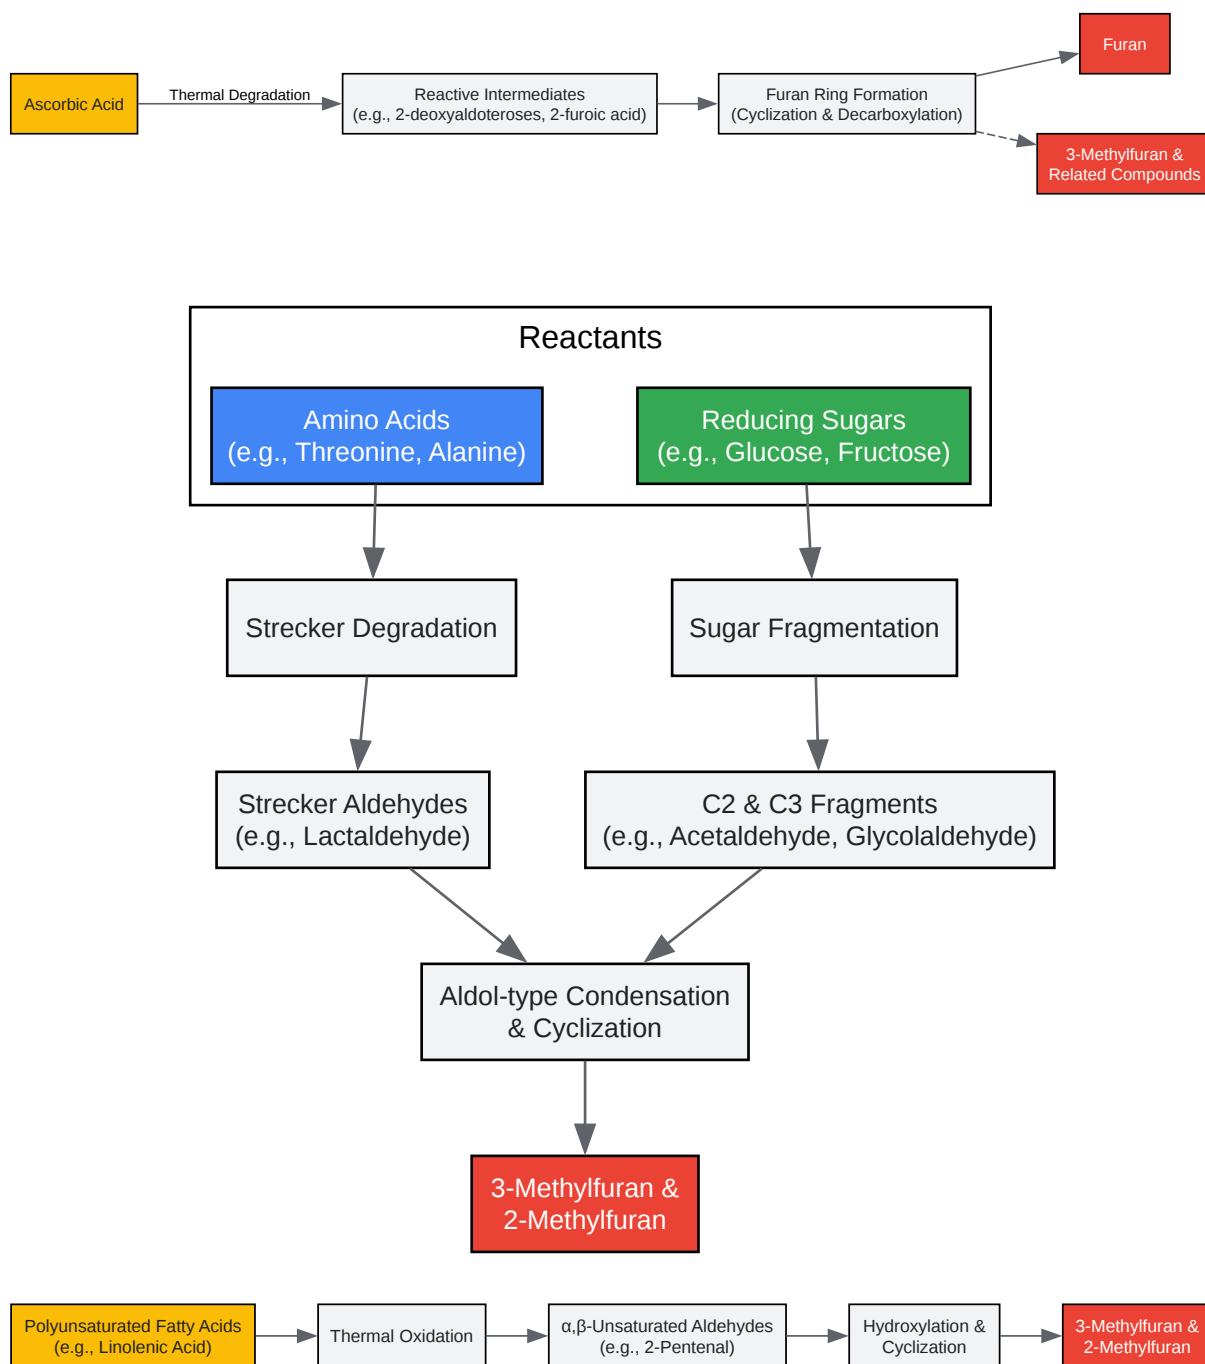 Furan
Ascorbic Acid
Thermal Degradation
Reactive Intermediates
(e.g., 2-deoxyaldoteroses, 2-furoic acid)
Furan Ring Formation
(Cyclization & Decarboxylation)
3-Methylfuran &
Related Compounds
Reactants
Amino Acids
(e.g., Threonine, Alanine)
Reducing Sugars
(e.g., Glucose, Fructose)
Strecker Degradation
Sugar Fragmentation
Strecker Aldehydes
(e.g., Lactaldehyde)
C2 & C3 Fragments
(e.g., Acetaldehyde, Glycolaldehyde)
Aldol-type Condensation
& Cyclization
3-Methylfuran &
2-Methylfuran
Polyunsaturated Fatty Acids
(e.g., Linolenic Acid)
Thermal Oxidation
α,β-Unsaturated Aldehydes
(e.g., 2-Pentenal)
Hydroxylation &
Cyclization
3-Methylfuran &
2-Methylfuran